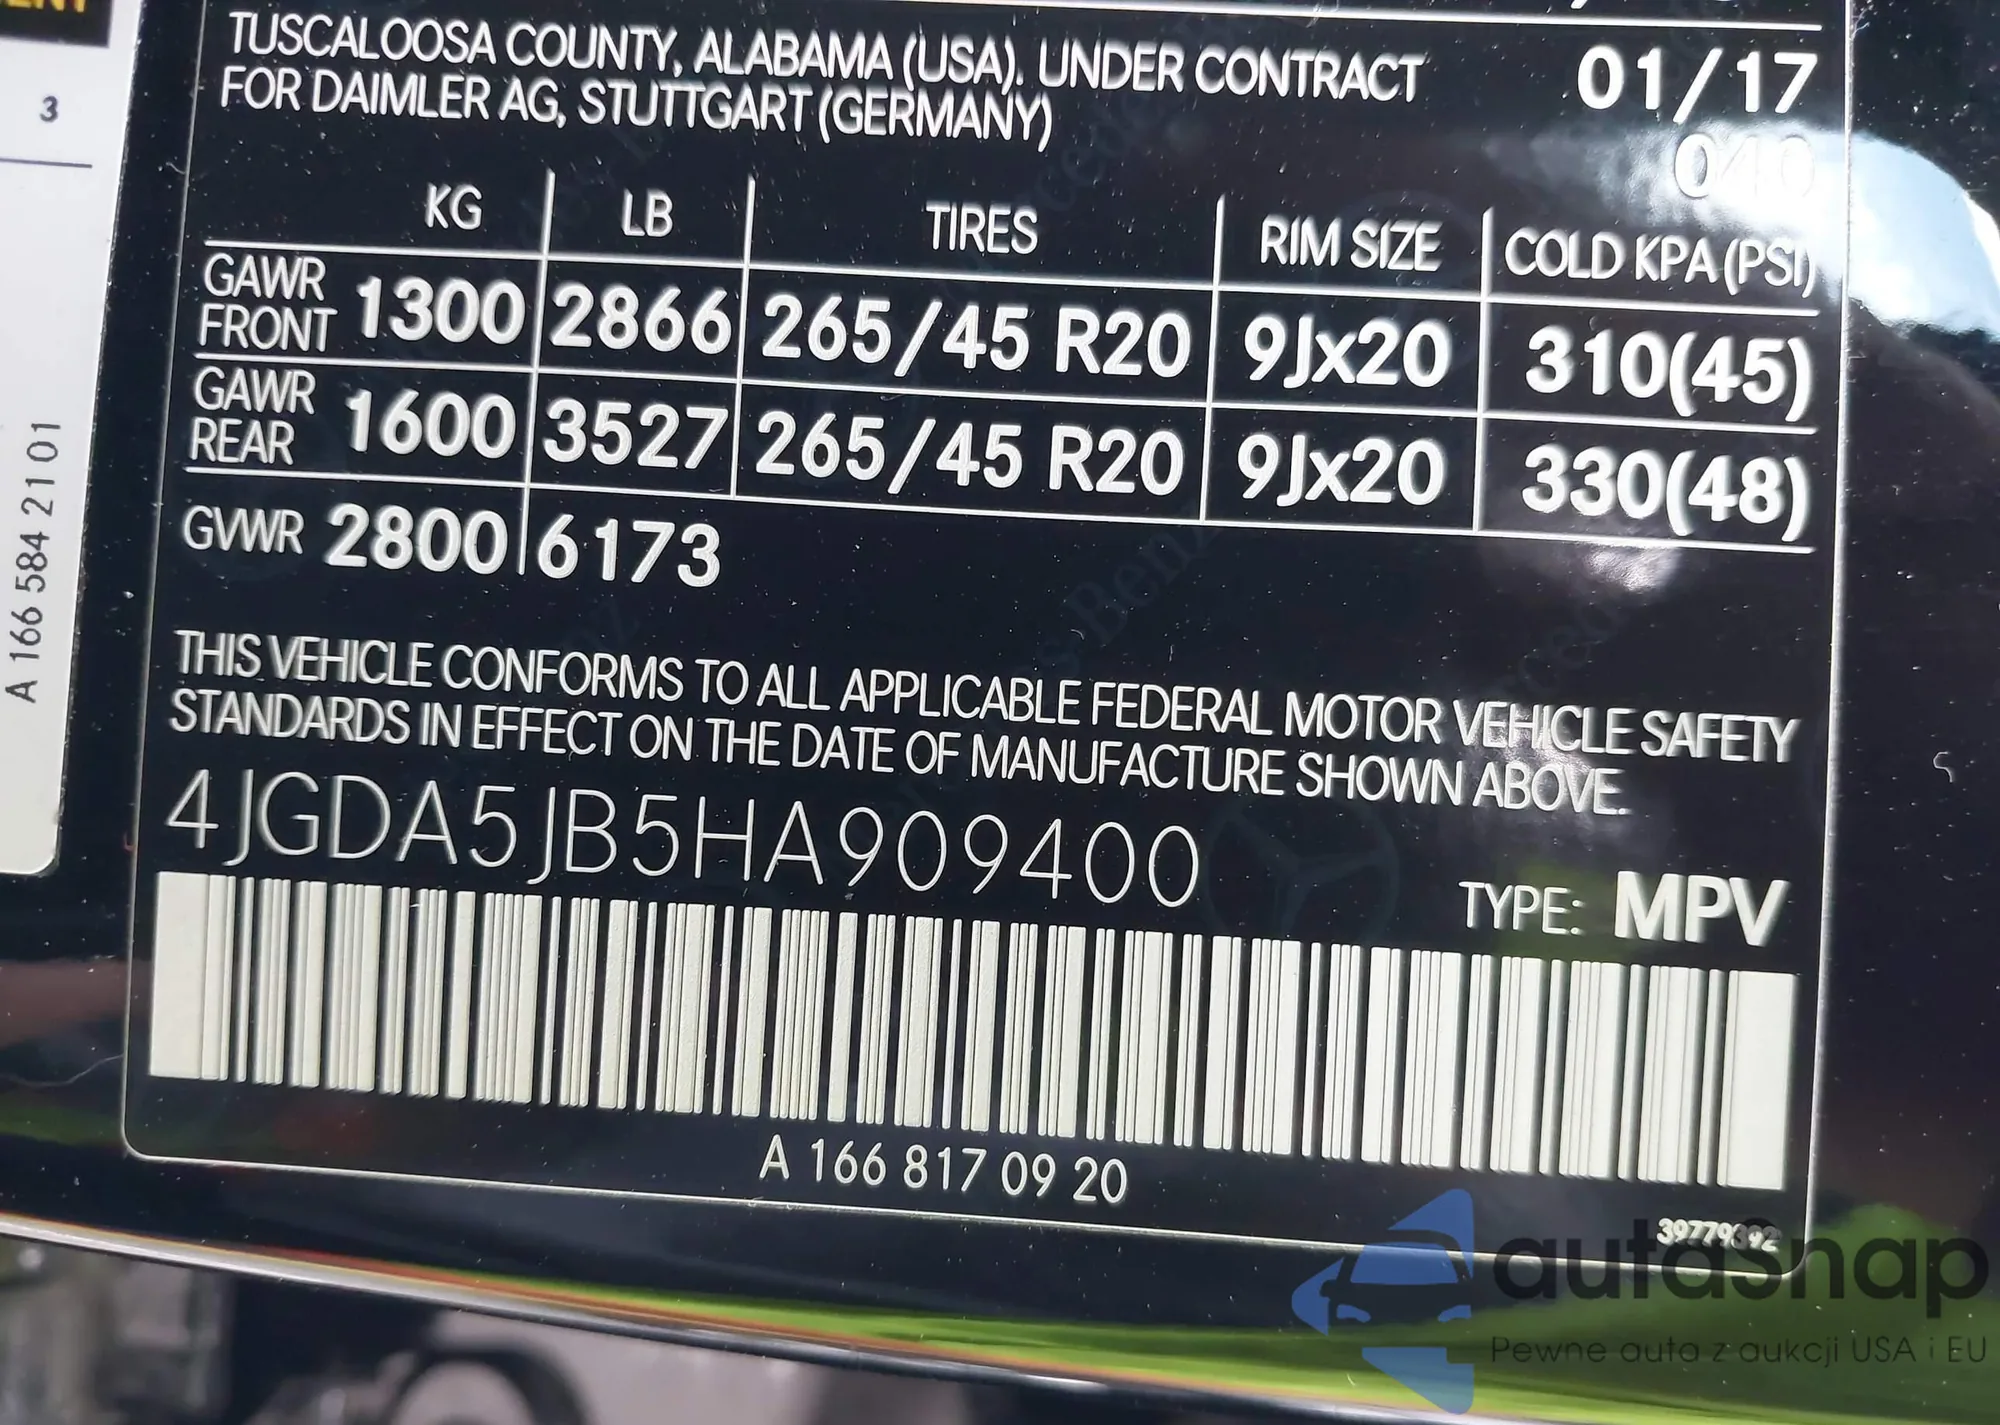 TUSCALOOSA COUNTY, ALABAMA (USA). UNDER CONTRACT
FOR DAIMLER AG, STUTTGART (GERMANY)
01/17
040
3
A 166 584 21 01
KG LB TIRES RIM SIZE COLD KPA (PSI)
GAWR FRONT 1300 2866 265/45 R20 9Jx20 310(45)
GAWR REAR 1600 3527 265/45 R20 9Jx20 330(48)
GVWR 2800 6173
THIS VEHICLE CONFORMS TO ALL APPLICABLE FEDERAL MOTOR VEHICLE SAFETY
STANDARDS IN EFFECT ON THE DATE OF MANUFACTURE SHOWN ABOVE.
4JGDA5JB5HA909400
TYPE: MPV
A 166 817 09 20
39779392
autasnap
Pewne auta z aukcji USA i EU